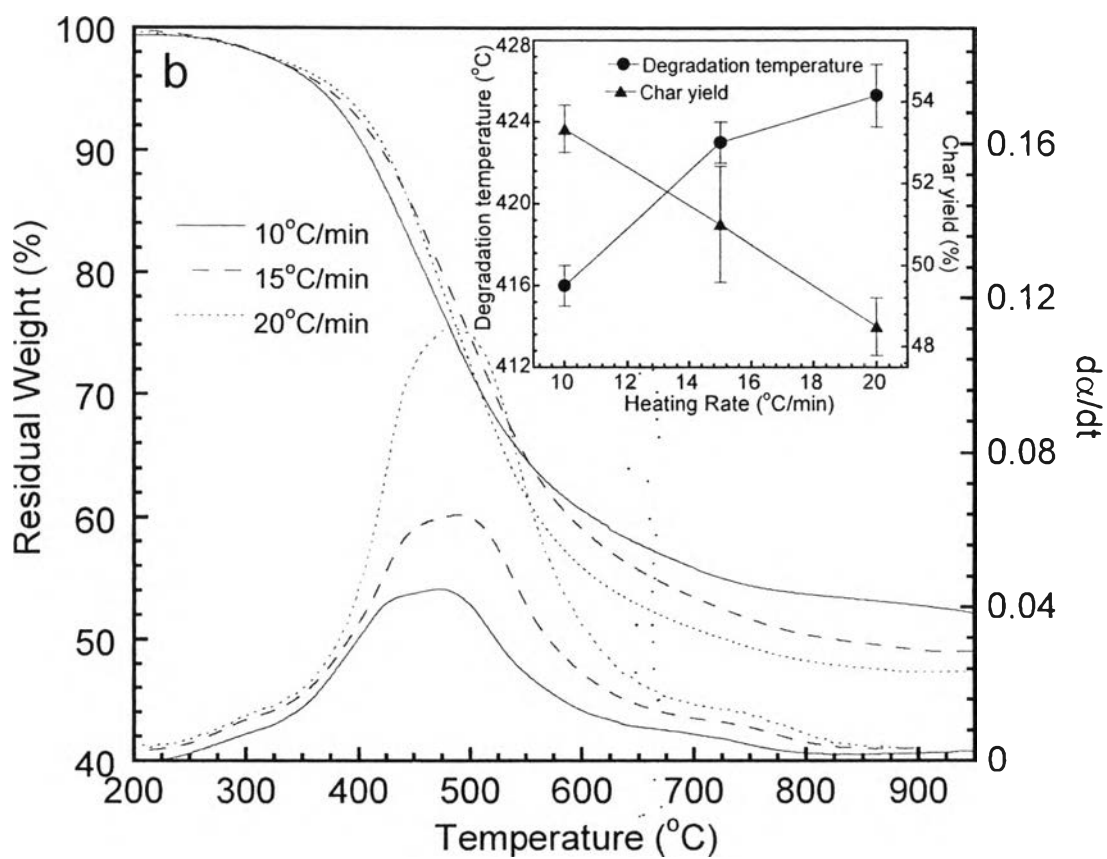 b
Residual Weight (%)
100
90
80
70
60
50
40
10°C/min
15°C/min
20°C/min
200 300 400 500 600 700 800 900
Temperature (°C)
dα/dt
0.16
0.12
0.08
0.04
0
Degradation temperature (°C)
428
424
420
416
412
Degradation temperature
Char yield
Char yield (%)
54
52
50
48
10 12 14 16 18 20
Heating Rate (°C/min)